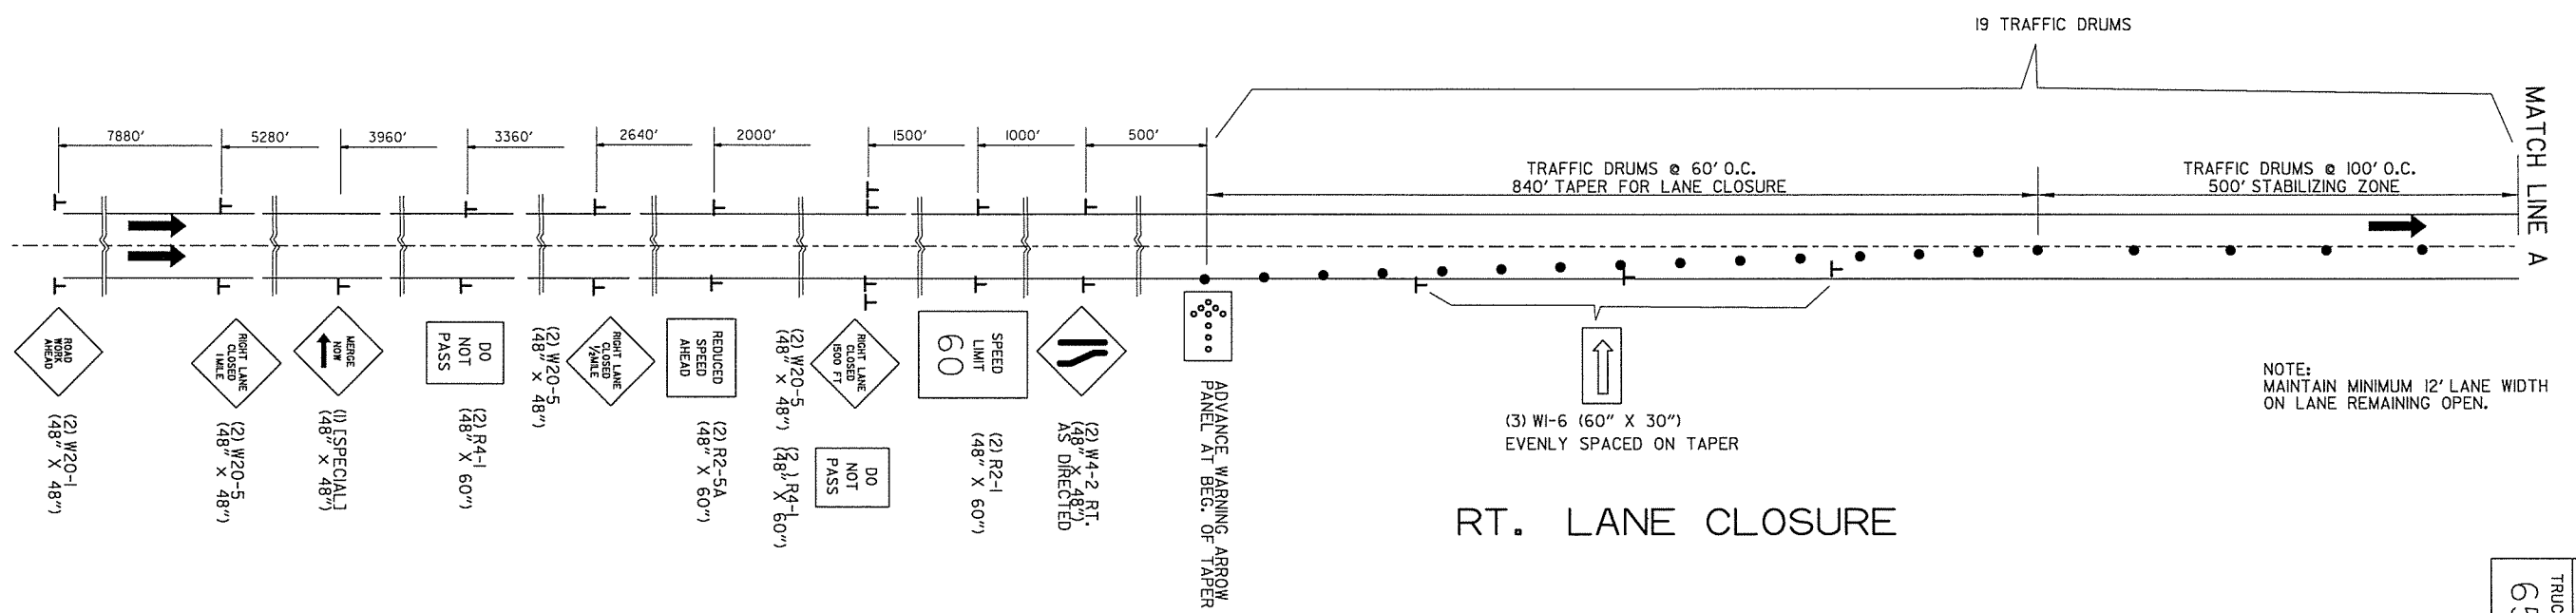 19 TRAFFIC DRUMS
MATCH LINE A
7880'
5280'
3960'
3360'
2640'
2000'
1500'
1000'
500'
TRAFFIC DRUMS @ 60' O.C.
840' TAPER FOR LANE CLOSURE
TRAFFIC DRUMS @ 100' O.C.
500' STABILIZING ZONE
ROAD
WORK
AHEAD
(2) W20-1
(48" X 48")
RIGHT LANE
CLOSED
1 MILE
(2) W20-5
(48" X 48")
MERGE
NOW
(1) [SPECIAL]
(48" X 48")
DO
NOT
PASS
(2) R4-1
(48" X 60")
(2) W20-5
(48" X 48")
RIGHT LANE
CLOSED
1/2MILE
REDUCED
SPEED
AHEAD
(2) R2-5A
(48" X 60")
(2) W20-5
(48" X 48")
RIGHT LANE
CLOSED
1500 FT
(2) R4-1
(48" X 60")
DO
NOT
PASS
SPEED
LIMIT
60
(2) R2-1
(48" X 60")
(2) W4-2 RT.
(48" X 48")
AS DIRECTED
ADVANCE WARNING ARROW
PANEL AT BEG. OF TAPER
(3) W1-6 (60" X 30")
EVENLY SPACED ON TAPER
NOTE:
MAINTAIN MINIMUM 12' LANE WIDTH
ON LANE REMAINING OPEN.
RT. LANE CLOSURE
TRUC
65